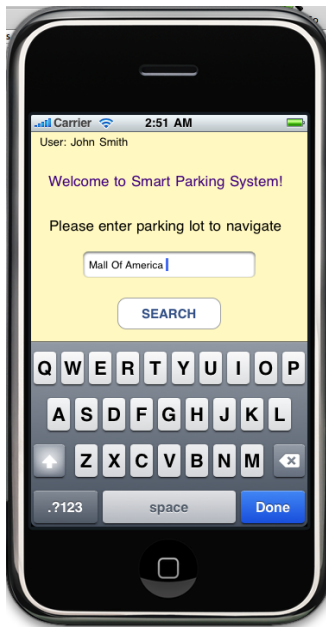 Carrier 2:51 AM
User: John Smith
Welcome to Smart Parking System!
Please enter parking lot to navigate
Mall Of America
SEARCH
Q W E R T Y U I O P
A S D F G H J K L
Z X C V B N M
.?123 space Done